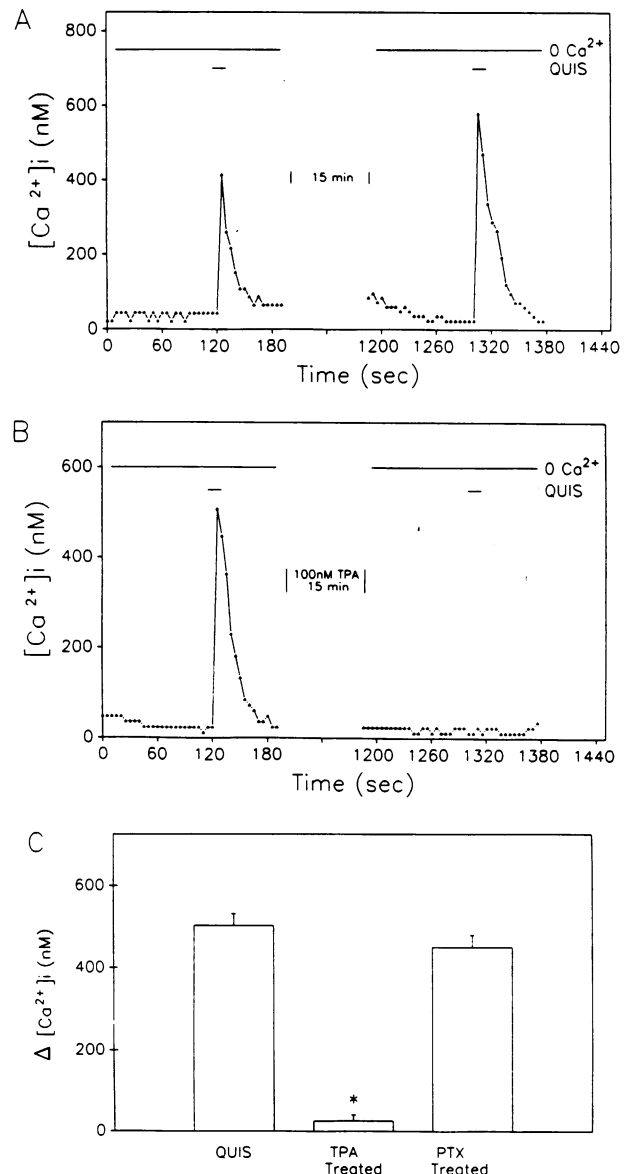 A
[Ca 2+]i (nM)
800
600
400
200
0
0 Ca2+
QUIS
15 min
0 60 120 180 1200 1260 1320 1380 1440
Time (sec)
B
[Ca 2+]i (nM)
600
400
200
0
0 Ca2+
QUIS
100nM TPA
15 min
0 60 120 180 1200 1260 1320 1380 1440
Time (sec)
C
Δ [Ca2+]i (nM)
600
400
200
0
*
QUIS TPA PTX
Treated Treated